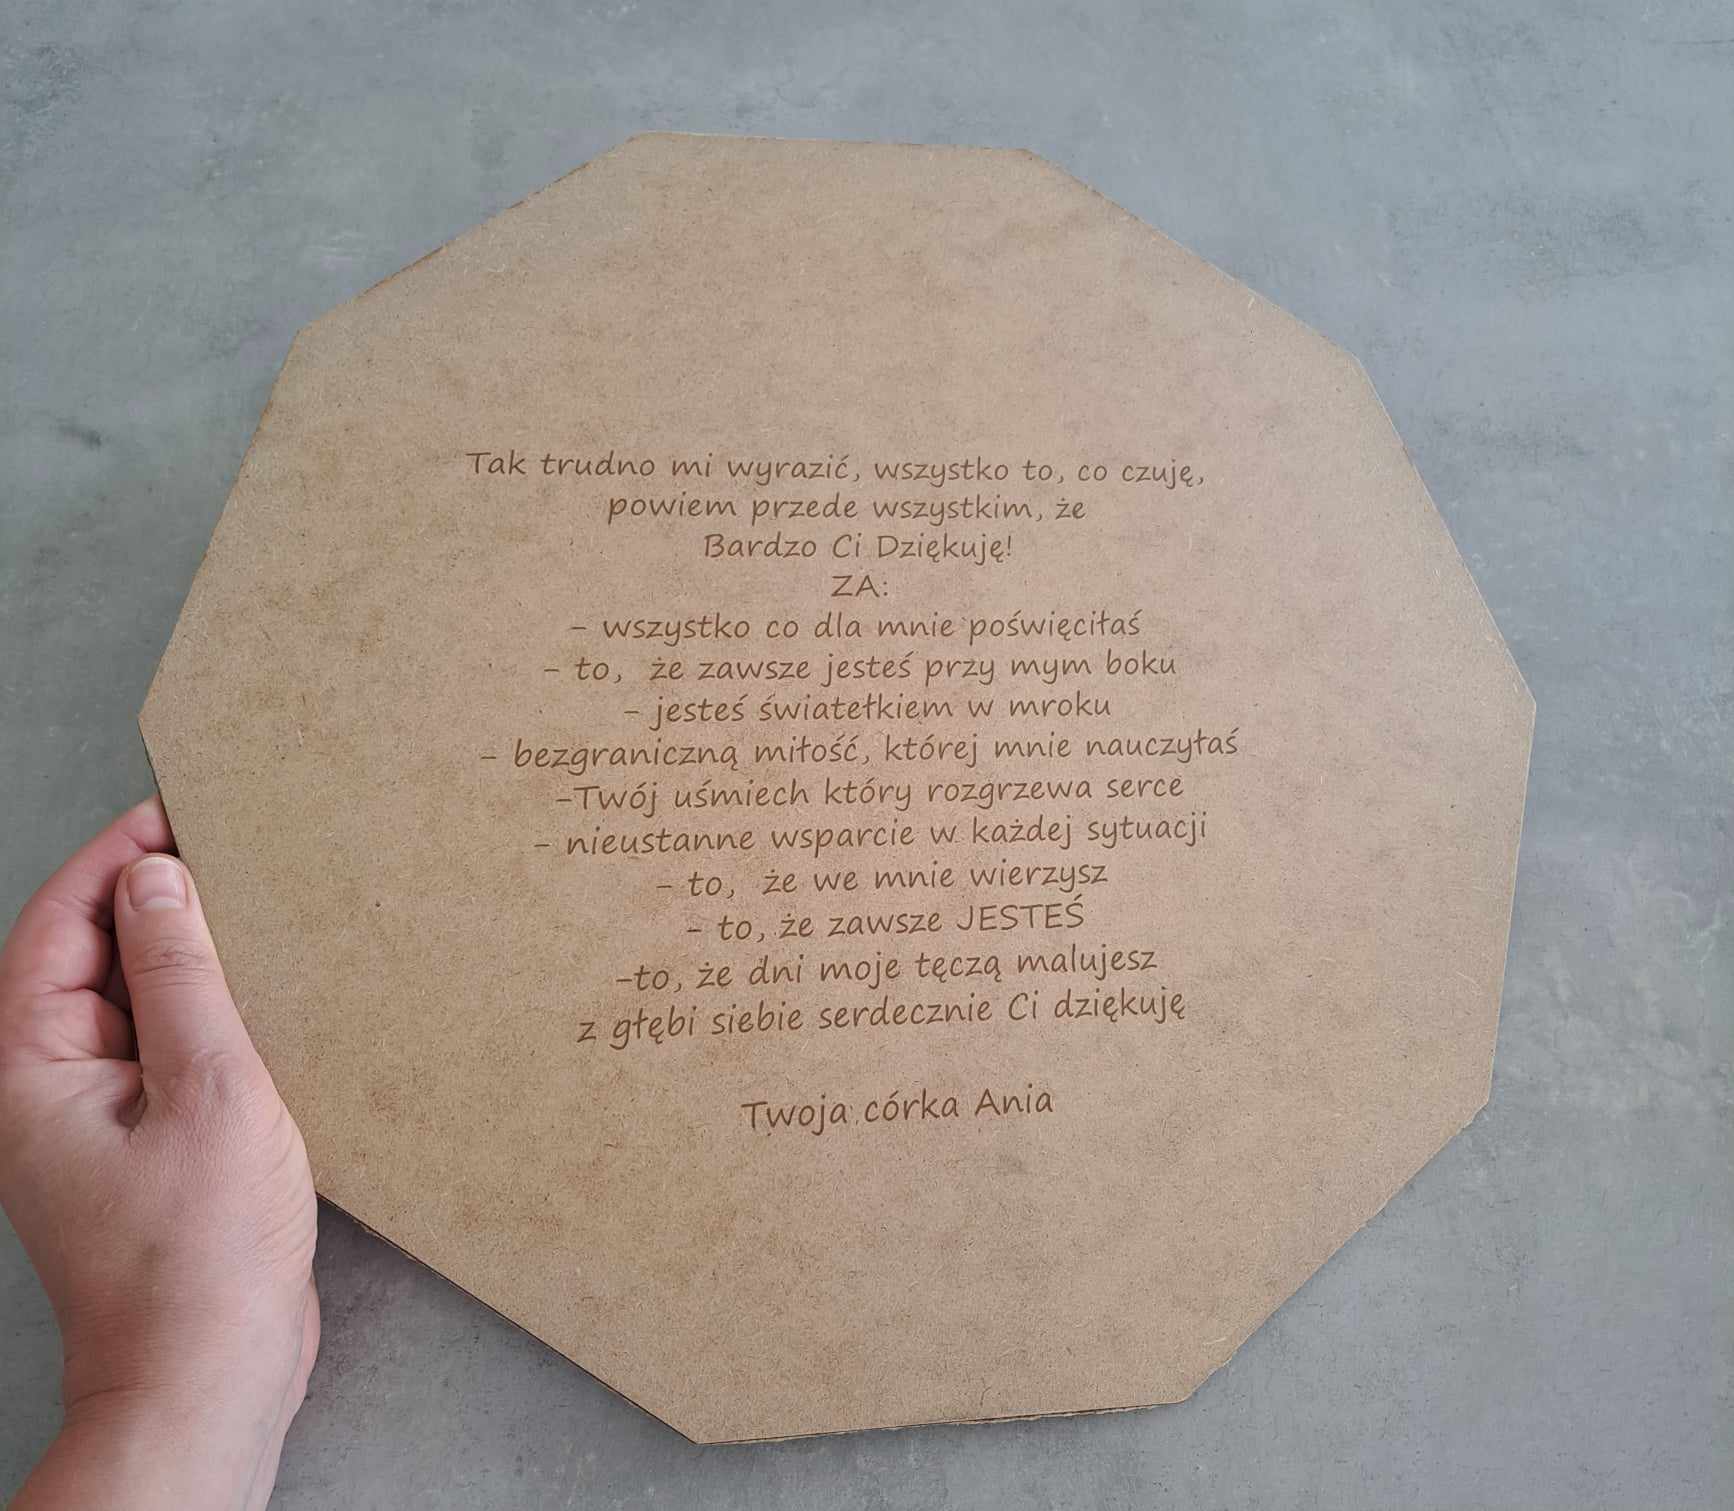 Tak trudno mi wyrazić, wszystko to, co czuję,
powiem przede wszystkim, że
Bardzo Ci Dziękuję!
ZA:
- wszystko co dla mnie poświęciłaś
- to,  że zawsze jesteś przy mym boku
- jesteś światełkiem w mroku
- bezgraniczną miłość, której mnie nauczyłaś
-Twój uśmiech który rozgrzewa serce
- nieustanne wsparcie w każdej sytuacji
- to,  że we mnie wierzysz
- to, że zawsze JESTEŚ
-to, że dni moje tęczą malujesz
z głębi siebie serdecznie Ci dziękuję
Twoja córka Ania